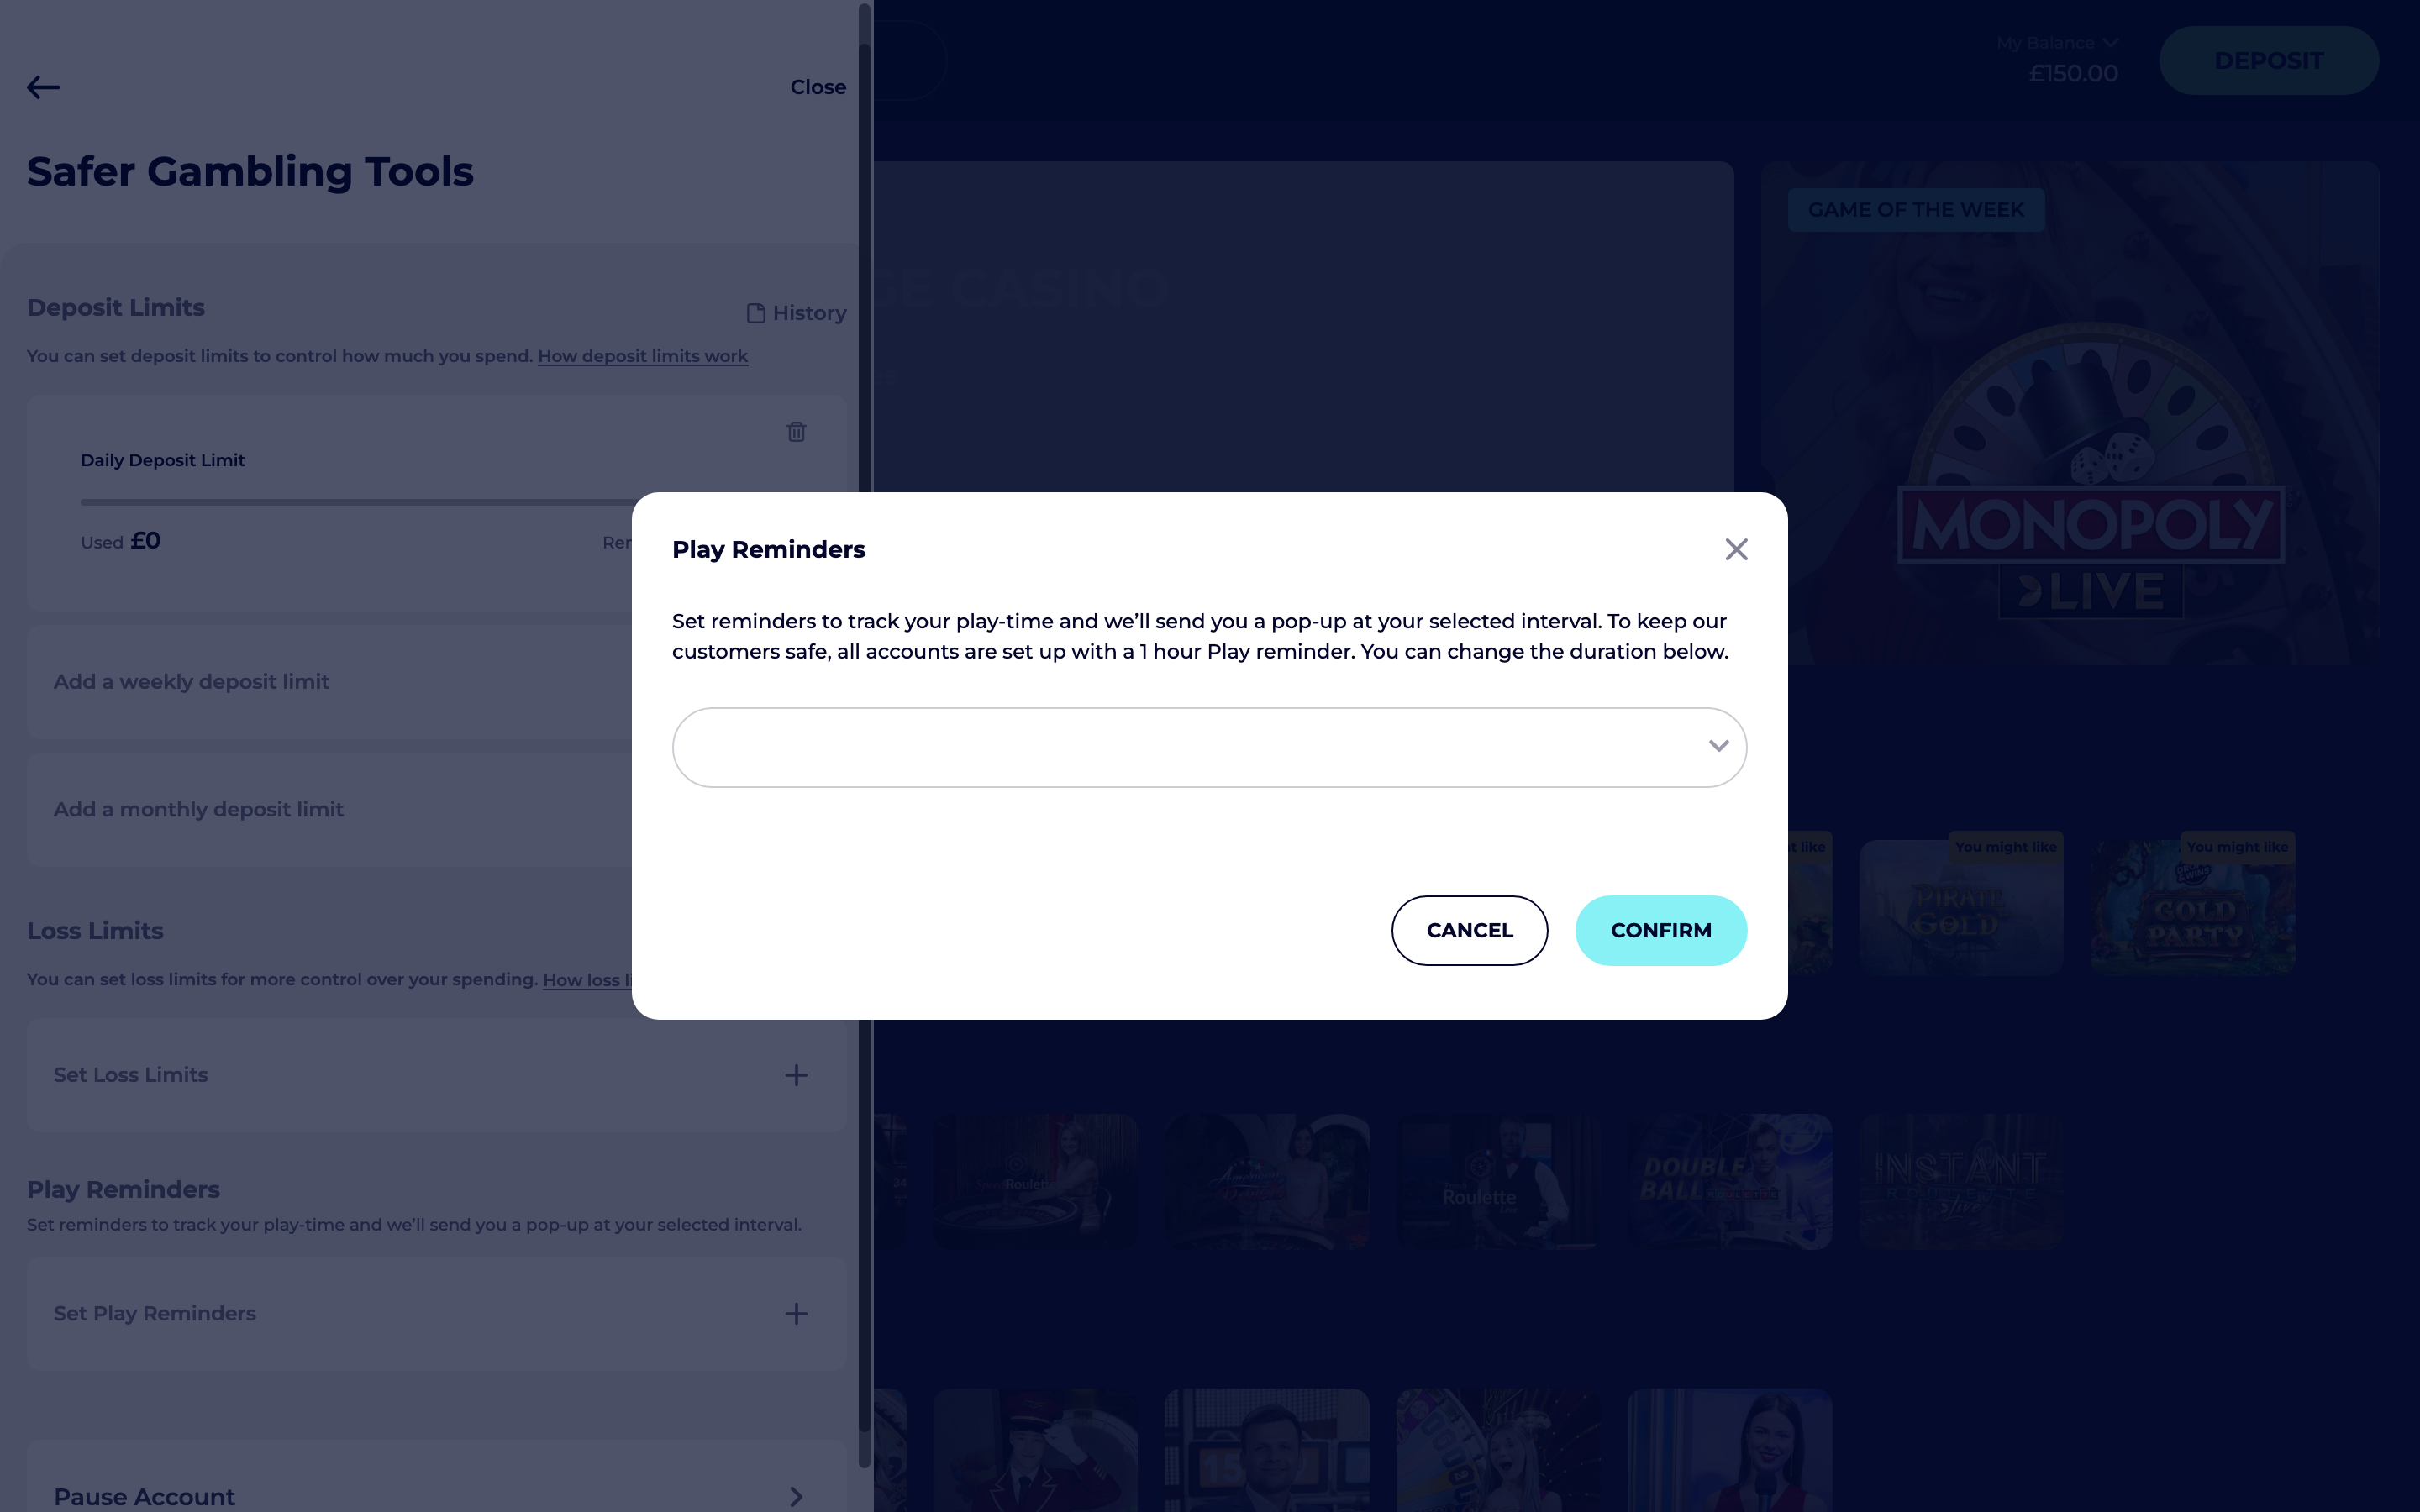 Close
Safer Gambling Tools
Deposit Limits
History
You can set deposit limits to control how much you spend. How deposit limits work
Daily Deposit Limit
Used £0
Add a weekly deposit limit
Add a monthly deposit limit
Loss Limits
You can set loss limits for more control over your spending. How loss
Set Loss Limits
Play Reminders
Set reminders to track your play-time and we’ll send you a pop-up at your selected interval.
Set Play Reminders
Pause Account
Play Reminders
Set reminders to track your play-time and we’ll send you a pop-up at your selected interval. To keep our
customers safe, all accounts are set up with a 1 hour Play reminder. You can change the duration below.
CANCEL
CONFIRM
My Balance
£150.00
DEPOSIT
CASINO
GAME OF THE WEEK
MONOPOLY
LIVE
like
You might like
You might like
PIRATE
GOLD
GOLD
PARTY
24
Roulette
Roulette
Live
DOUBLE
BALL
INSTANT